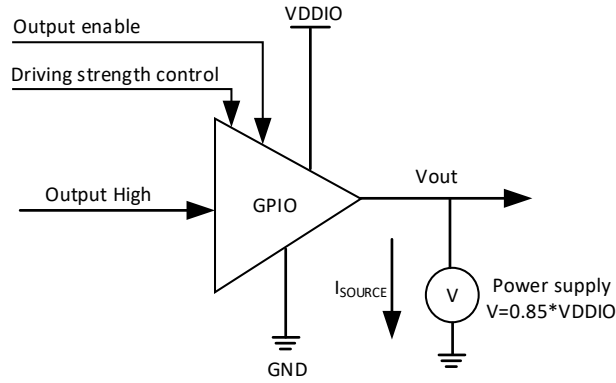 Output enable
VDDIO
Driving strength control
Output High
GPIO
Vout
ISOURCE
V
Power supply
V=0.85*VDDIO
GND